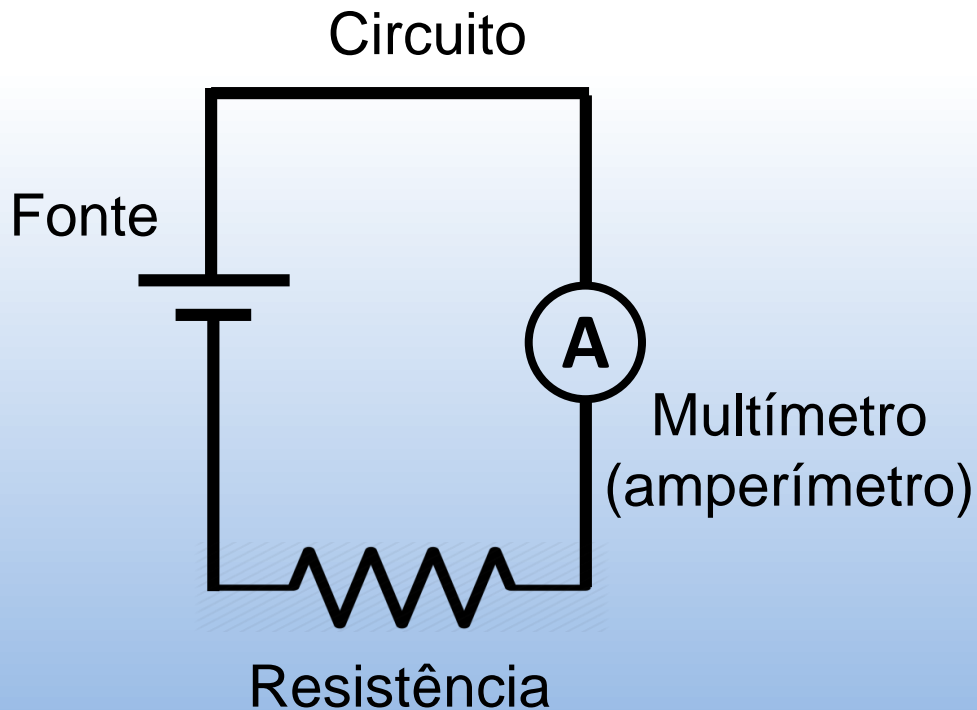 Circuito
Fonte
A
Multímetro
(amperímetro)
Resistência